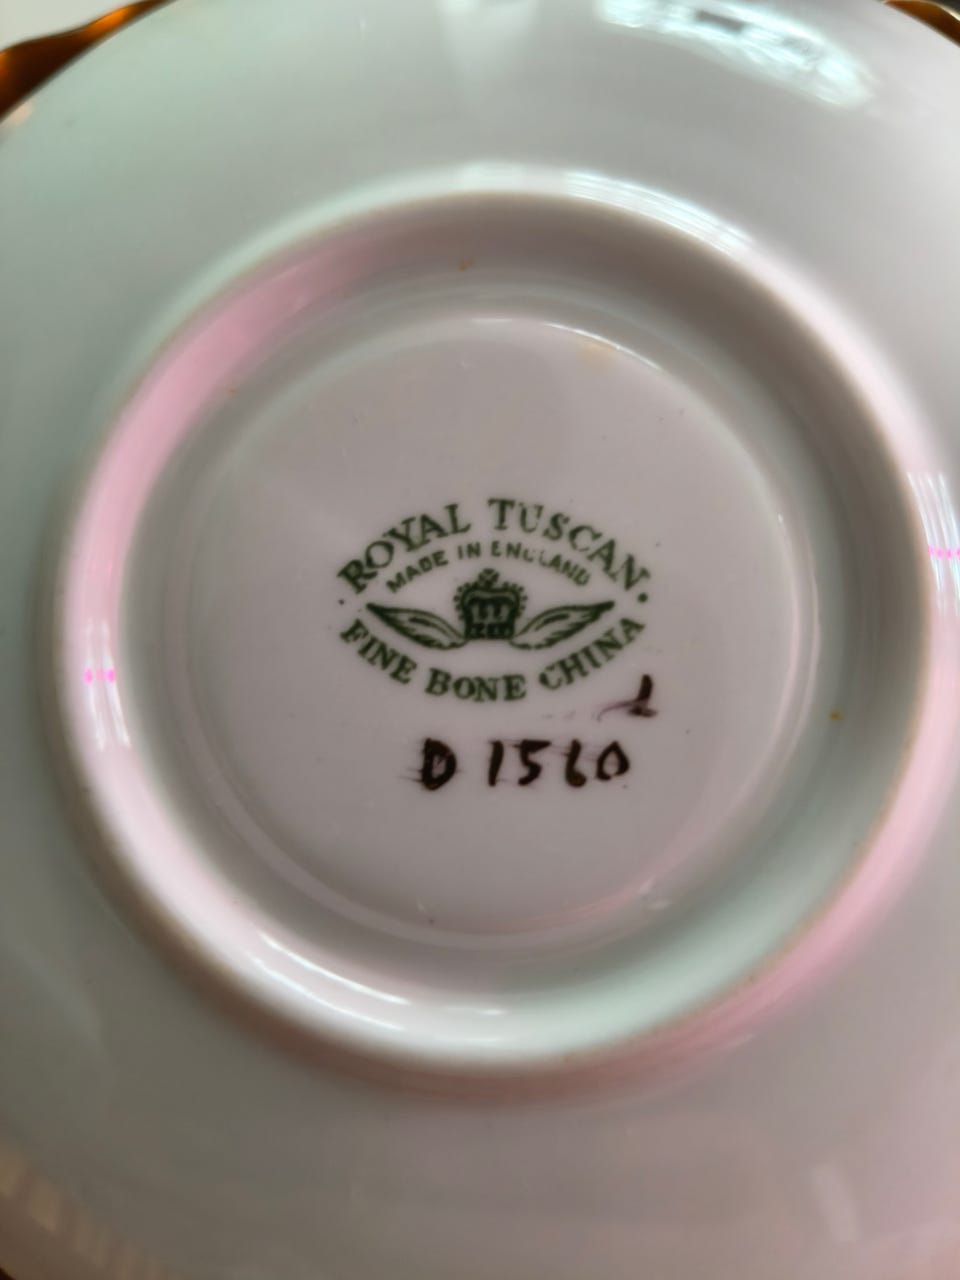 ROYAL TUSCAN
MADE IN ENGLAND
FINE BONE CHINA
D 1560